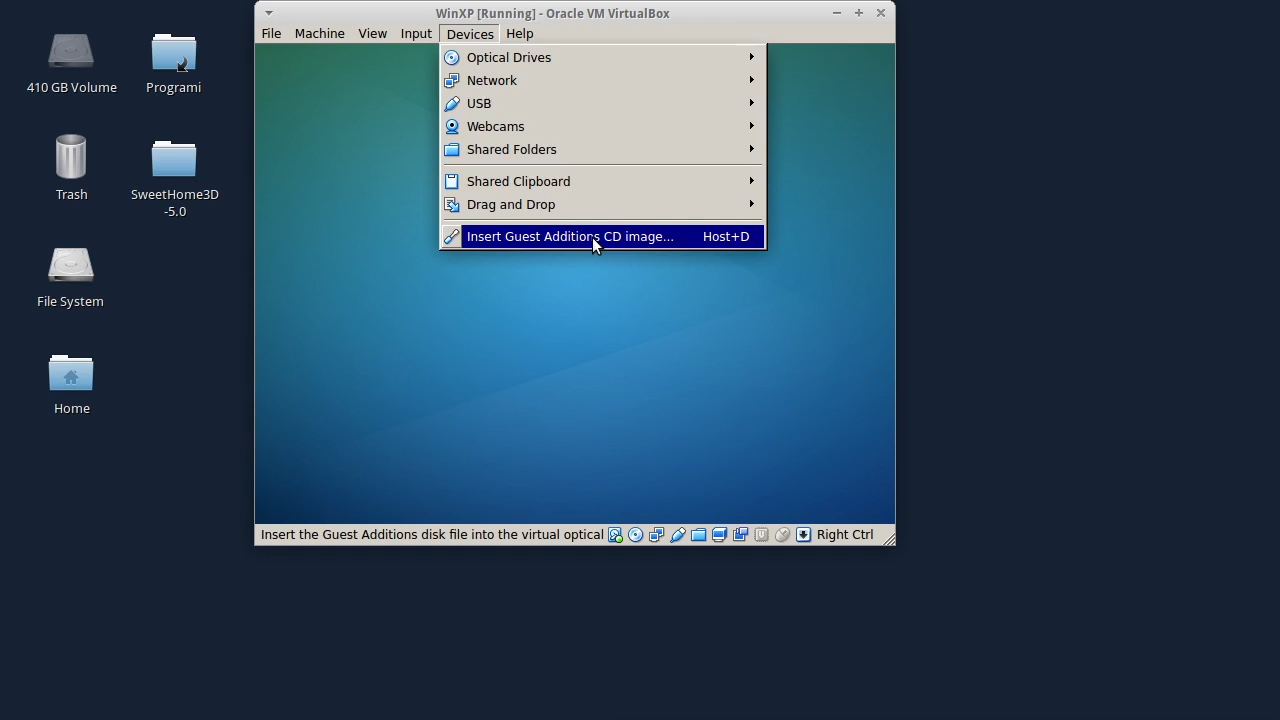 WinXP [Running] - Oracle VM VirtualBox
File Machine View Input Devices Help
Optical Drives
Network
USB
Webcams
Shared Folders
Shared Clipboard
Drag and Drop
Insert Guest Additions CD image... Host+D
Insert the Guest Additions disk file into the virtual optical Right Ctrl
410 GB Volume
Programi
Trash
SweetHome3D
-5.0
File System
Home